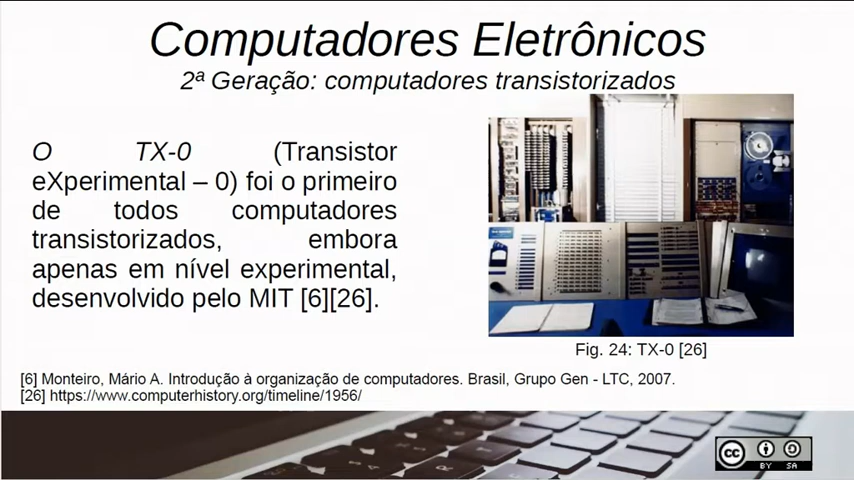 Computadores Eletrônicos
2ª Geração: computadores transistorizados
O TX-0 (Transistor
eXperimental – 0) foi o primeiro
de todos computadores
transistorizados, embora
apenas em nível experimental,
desenvolvido pelo MIT [6][26].
Fig. 24: TX-0 [26]
[6] Monteiro, Mário A. Introdução à organização de computadores. Brasil, Grupo Gen - LTC, 2007.
[26] https://www.computerhistory.org/timeline/1956/
cc BY SA